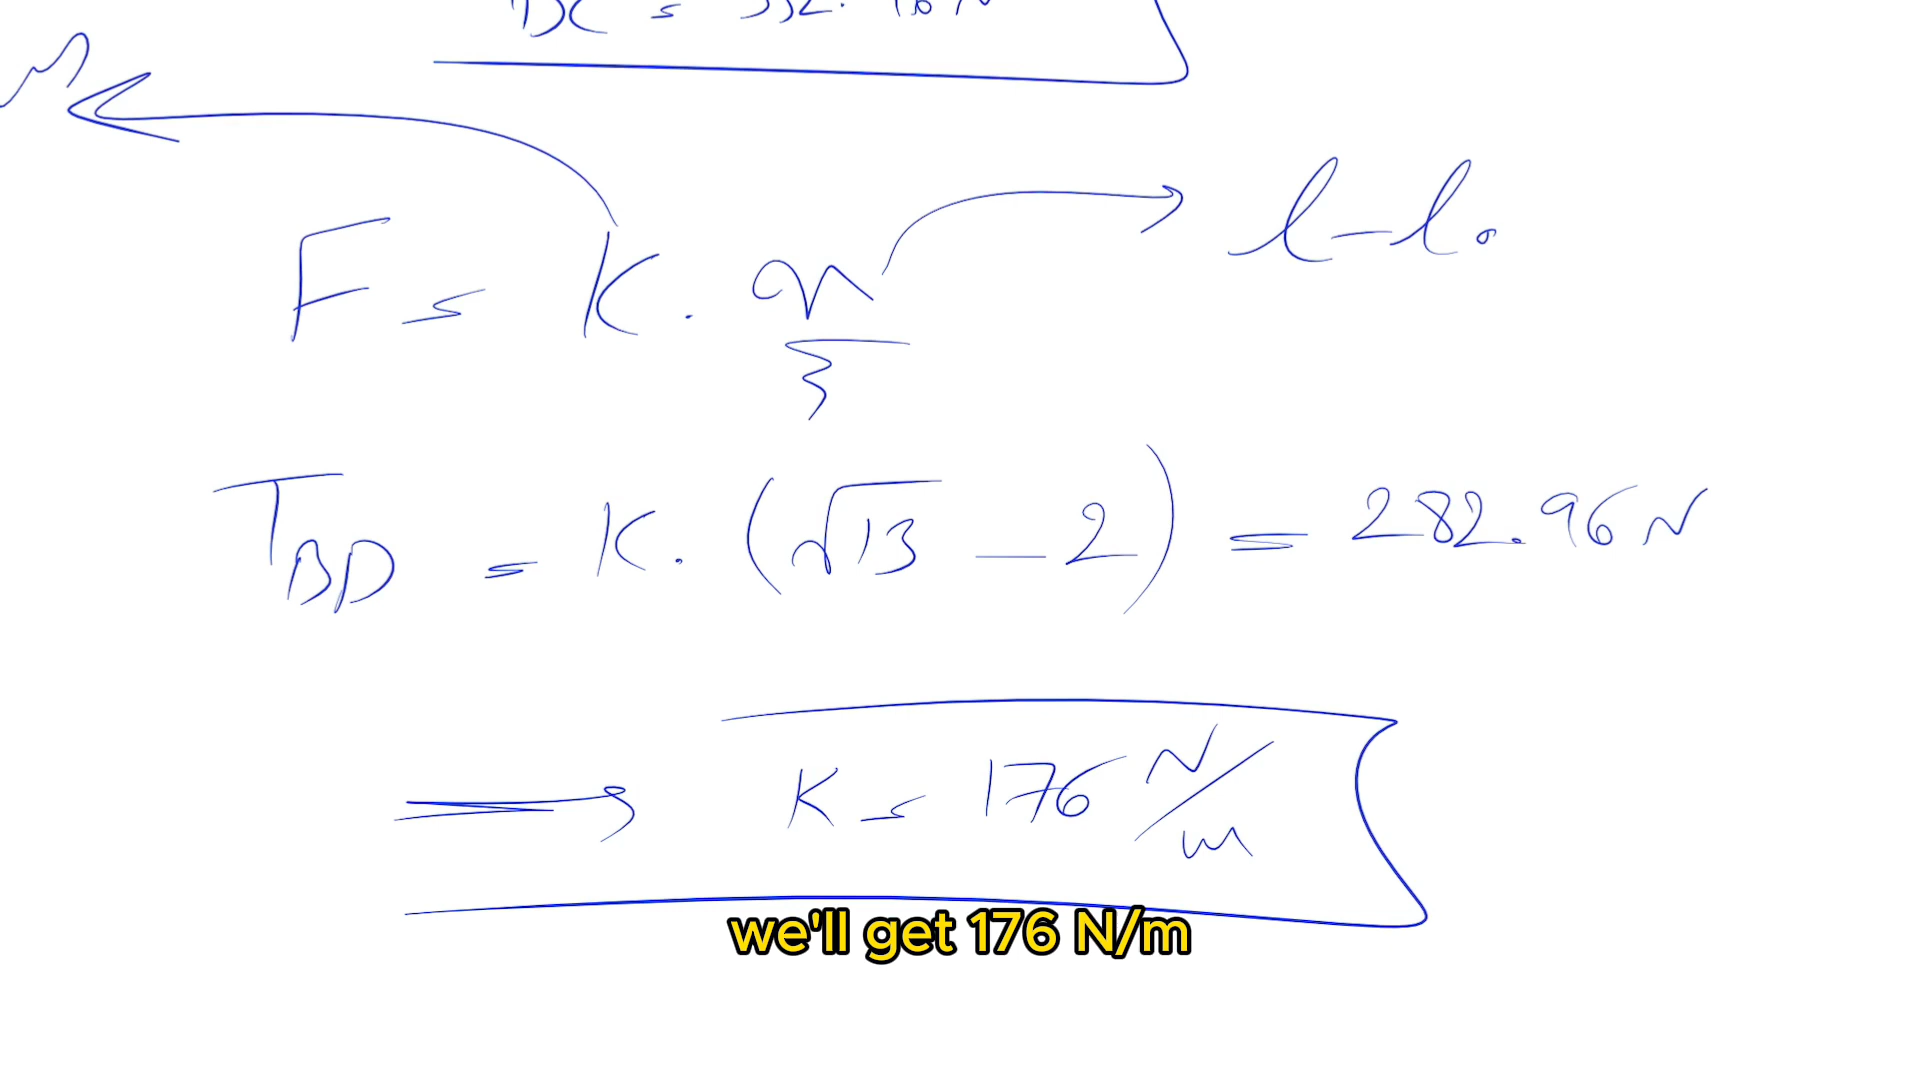 F = K . x
l - l₀
T_BD = K . (√13 - 2) = 282.96 N
⟹ K = 176 N/m
we'll get 176 N/m